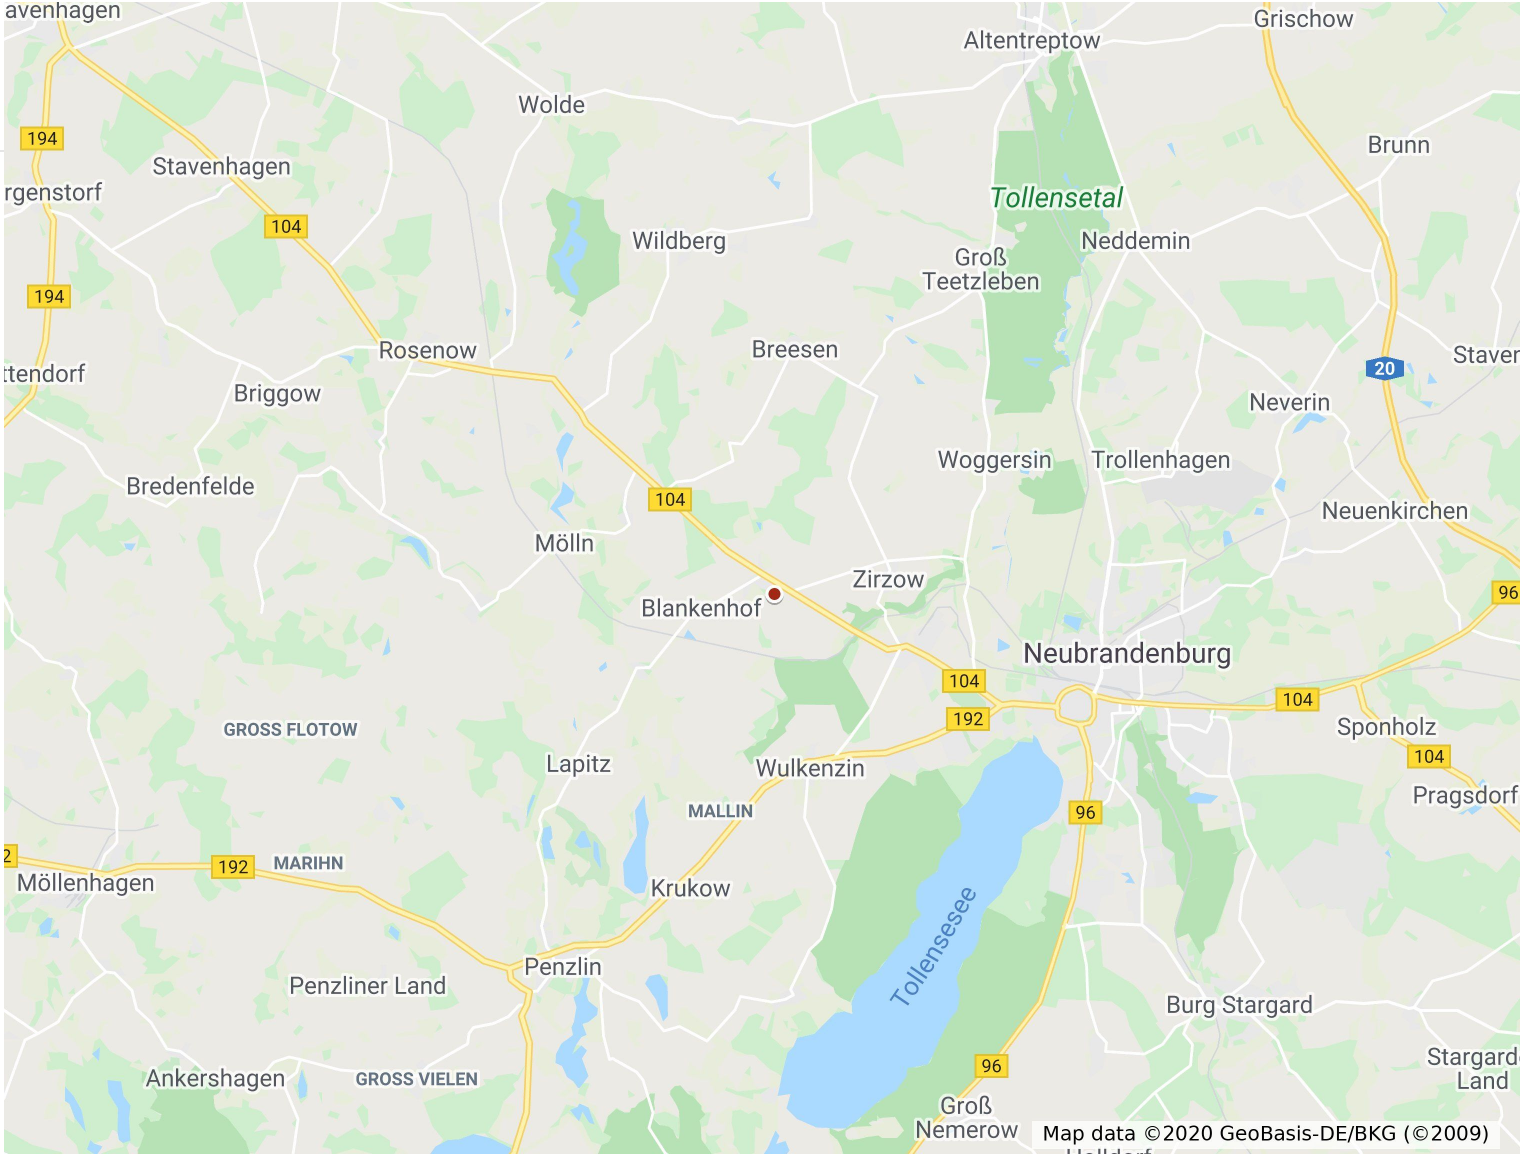 avenhagen
Grischow
Altentreptow
Wolde
194
Brunn
Stavenhagen
rgenstorf
Tollensetal
104
Wildberg
Neddemin
Groß
Teetzleben
194
Rosenow
Breesen
Staven
20
ttendorf
Briggow
Neverin
Woggersin
Trollenhagen
Bredenfelde
104
Neuenkirchen
Mölln
Zirzow
96
Blankenhof
Neubrandenburg
104
104
192
GROSS FLOTOW
Sponholz
104
Lapitz
Wulkenzin
Pragsdorf
MALLIN
96
2
192
MARIHN
Möllenhagen
Krukow
Tollensesee
Penzlin
Penzliner Land
Burg Stargard
Stargard
Land
96
Ankershagen
GROSS VIELEN
Groß
Nemerow
Map data ©2020 GeoBasis-DE/BKG (©2009)